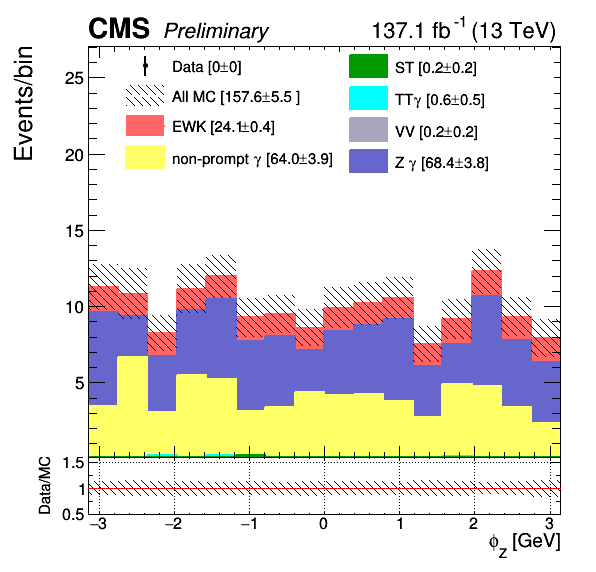 CMS Preliminary 137.1 fb⁻¹ (13 TeV)
Events/bin
Data [0±0]
All MC [157.6±5.5 ]
EWK [24.1±0.4]
non-prompt γ [64.0±3.9]
ST [0.2±0.2]
TTγ [0.6±0.5]
VV [0.2±0.2]
Z γ [68.4±3.8]
25
20
15
10
5
Data/MC
1.5
1
0.5
−3 −2 −1 0 1 2 3
ϕ_Z [GeV]